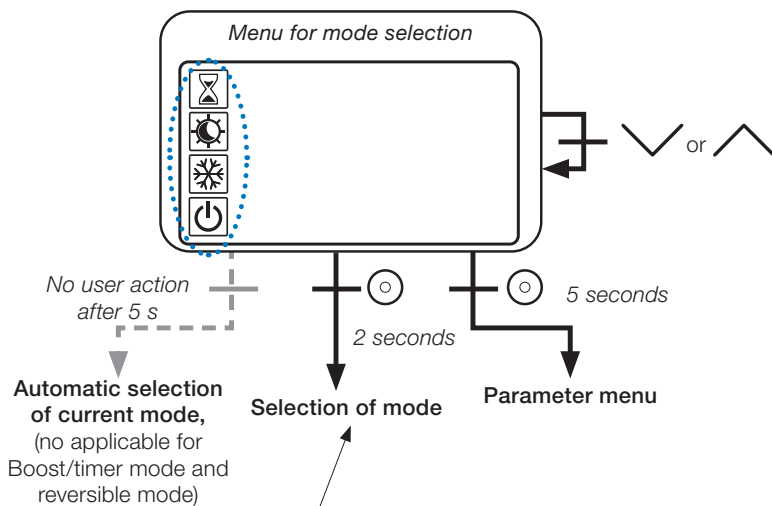 Menu for mode selection
or
No user action
after 5 s
2 seconds
5 seconds
Automatic selection
of current mode,
(no applicable for
Boost/timer mode and
reversible mode)
Selection of mode
Parameter menu